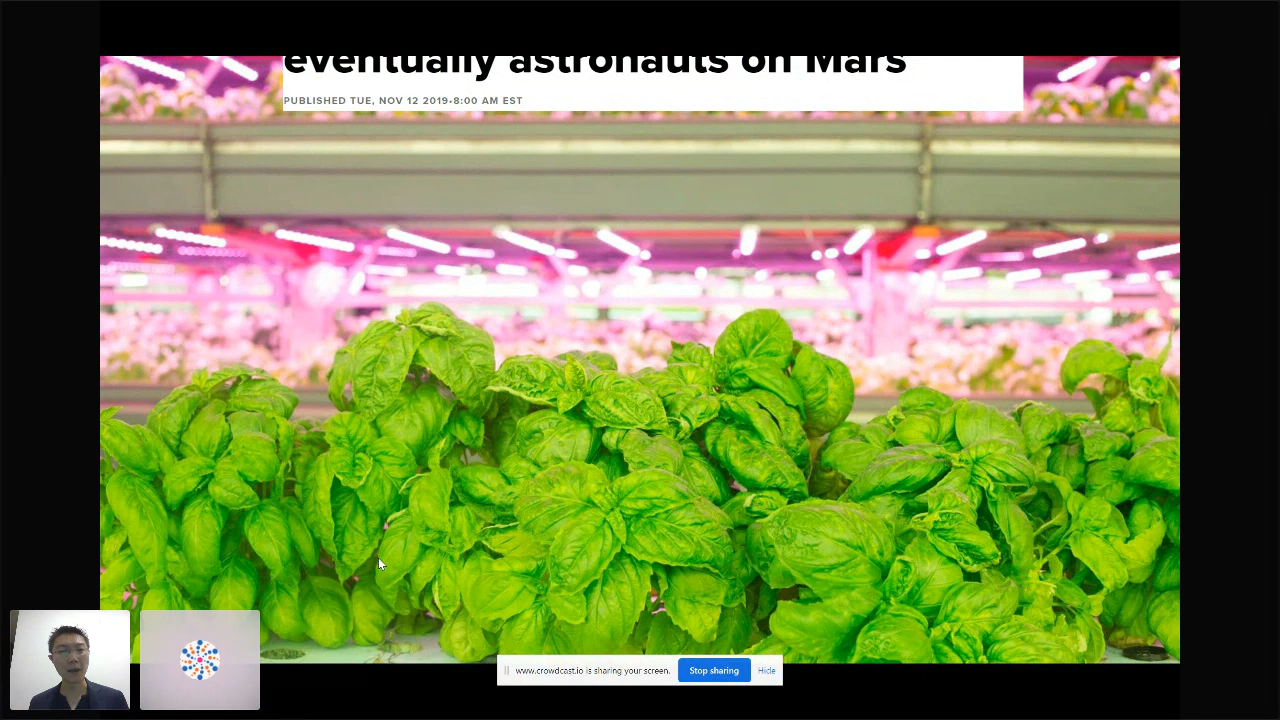 eventually astronauts on Mars
PUBLISHED TUE, NOV 12 2019•8:00 AM EST
www.crowdcast.io is sharing your screen.
Stop sharing
Hide